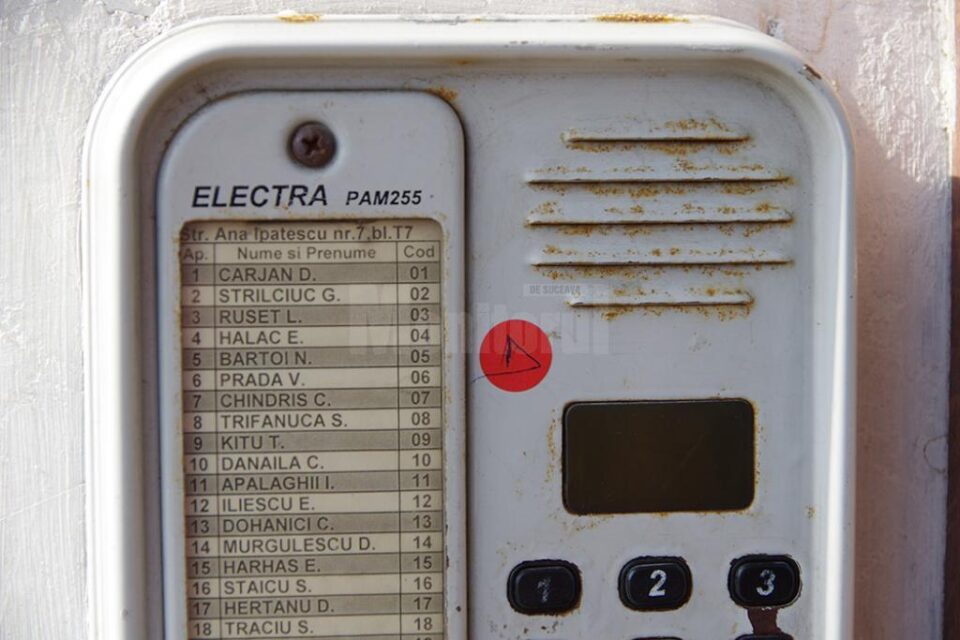 ELECTRA PAM255
Str. Ana Ipatescu nr.7,bl.T7
Ap. Nume si Prenume Cod
1 CARJAN D. 01
2 STRILCIUC G. 02
3 RUSET L. 03
4 HALAC E. 04
5 BARTOI N. 05
6 PRADA V. 06
7 CHINDRIS C. 07
8 TRIFANUCA S. 08
9 KITU T. 09
10 DANAILA C. 10
11 APALAGHII I. 11
12 ILIESCU E. 12
13 DOHANICI C. 13
14 MURGULESCU D. 14
15 HARHAS E. 15
16 STAICU S. 16
17 HERTANU D. 17
18 TRACIU S. 18
DE SUCEAVA
Monitorul
1 2 3